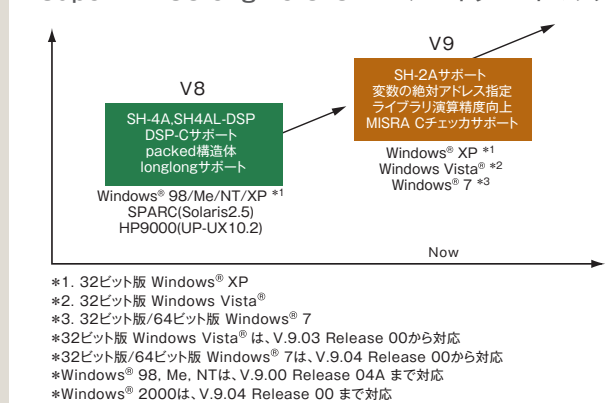 V9
SH-2Aサポート
変数の絶対アドレス指定
ライブラリ演算精度向上
MISRA Cチェッカサポート
Windows® XP *1
Windows Vista® *2
Windows® 7 *3
V8
SH-4A,SH4AL-DSP
DSP-Cサポート
packed構造体
longlongサポート
Windows® 98/Me/NT/XP *1
SPARC(Solaris2.5)
HP9000(UP-UX10.2)
Now
*1. 32ビット版 Windows® XP
*2. 32ビット版 Windows Vista®
*3. 32ビット版/64ビット版 Windows® 7
*32ビット版 Windows Vista® は、V.9.03 Release 00から対応
*32ビット版/64ビット版 Windows® 7は、V.9.04 Release 00から対応
*Windows® 98, Me, NTは、V.9.00 Release 04A まで対応
*Windows® 2000は、V.9.04 Release 00 まで対応